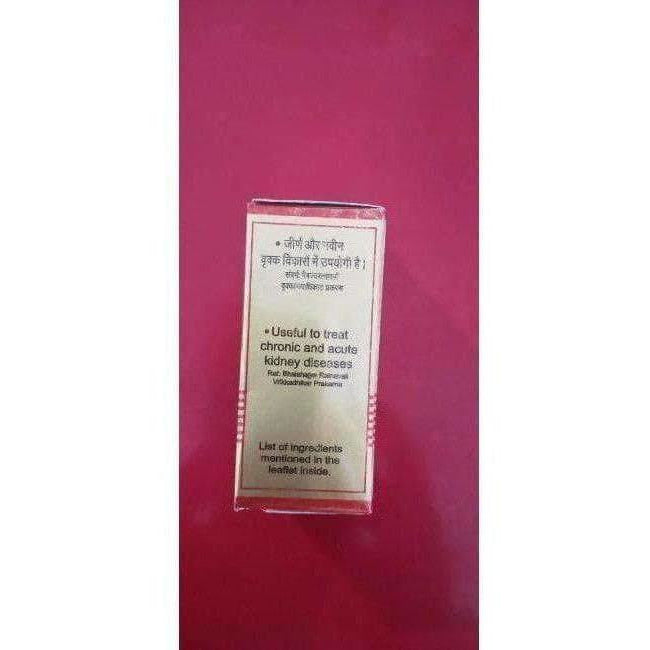 • जीर्ण और नवीन
वृक्क विकारों में उपयोगी है।
• Useful to treat
chronic and acute
kidney diseases
Ref: Bhaishajya Ratnavali
Prakarna
List of ingredients
mentioned in the
leaflet inside.